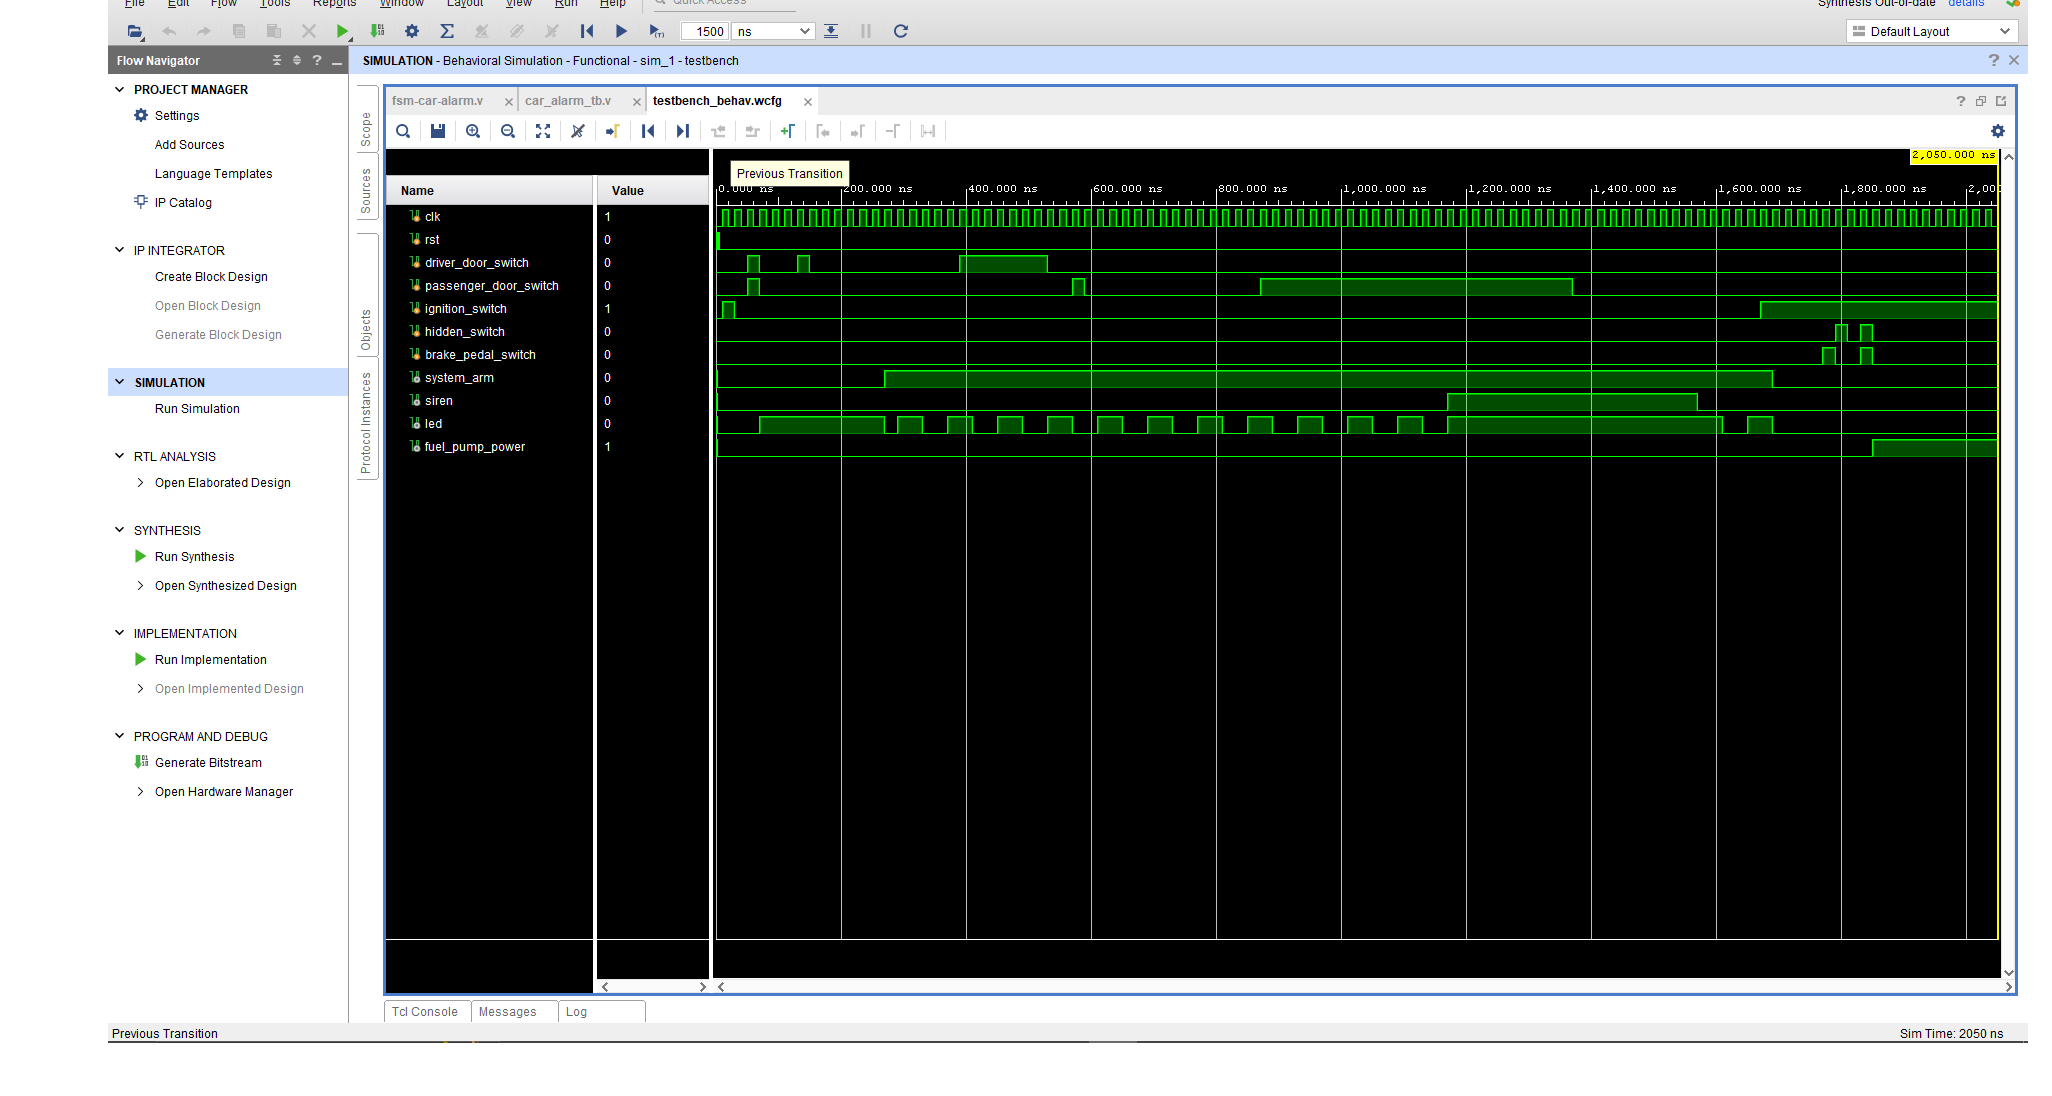 File Edit Flow Tools Reports Window Layout View Run Help Quick Access Synthesis Out-of-date details
1500 ns Default Layout
Flow Navigator ? SIMULATION - Behavioral Simulation - Functional - sim_1 - testbench ?
PROJECT MANAGER
Settings
Add Sources
Language Templates
IP Catalog
IP INTEGRATOR
Create Block Design
Open Block Design
Generate Block Design
SIMULATION
Run Simulation
RTL ANALYSIS
Open Elaborated Design
SYNTHESIS
Run Synthesis
Open Synthesized Design
IMPLEMENTATION
Run Implementation
Open Implemented Design
PROGRAM AND DEBUG
Generate Bitstream
Open Hardware Manager
Scope
Sources
Objects
Protocol Instances
fsm-car-alarm.v car_alarm_tb.v testbench_behav.wcfg ?
2,050.000 ns
Previous Transition
Name Value 0.000 ns 200.000 ns 400.000 ns 600.000 ns 800.000 ns 1,000.000 ns 1,200.000 ns 1,400.000 ns 1,600.000 ns 1,800.000 ns 2,000
clk 1
rst 0
driver_door_switch 0
passenger_door_switch 0
ignition_switch 1
hidden_switch 0
brake_pedal_switch 0
system_arm 0
siren 0
led 0
fuel_pump_power 1
Tcl Console Messages Log
Previous Transition Sim Time: 2050 ns